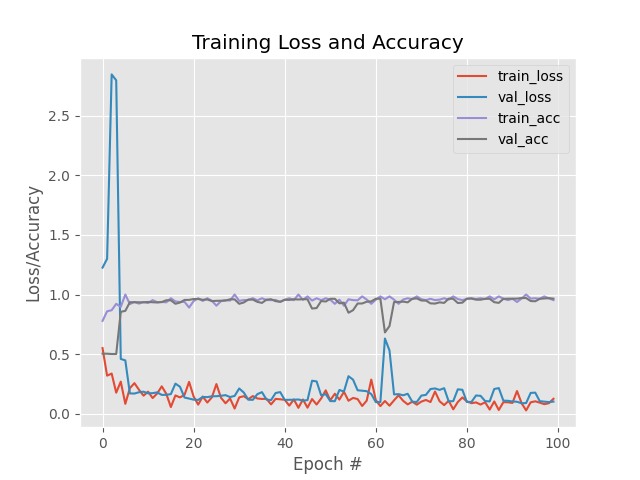 Training Loss and Accuracy
train_loss
val_loss
train_acc
val_acc
2.5
2.0
1.5
1.0
0.5
0.0
Loss/Accuracy
0 20 40 60 80 100
Epoch #